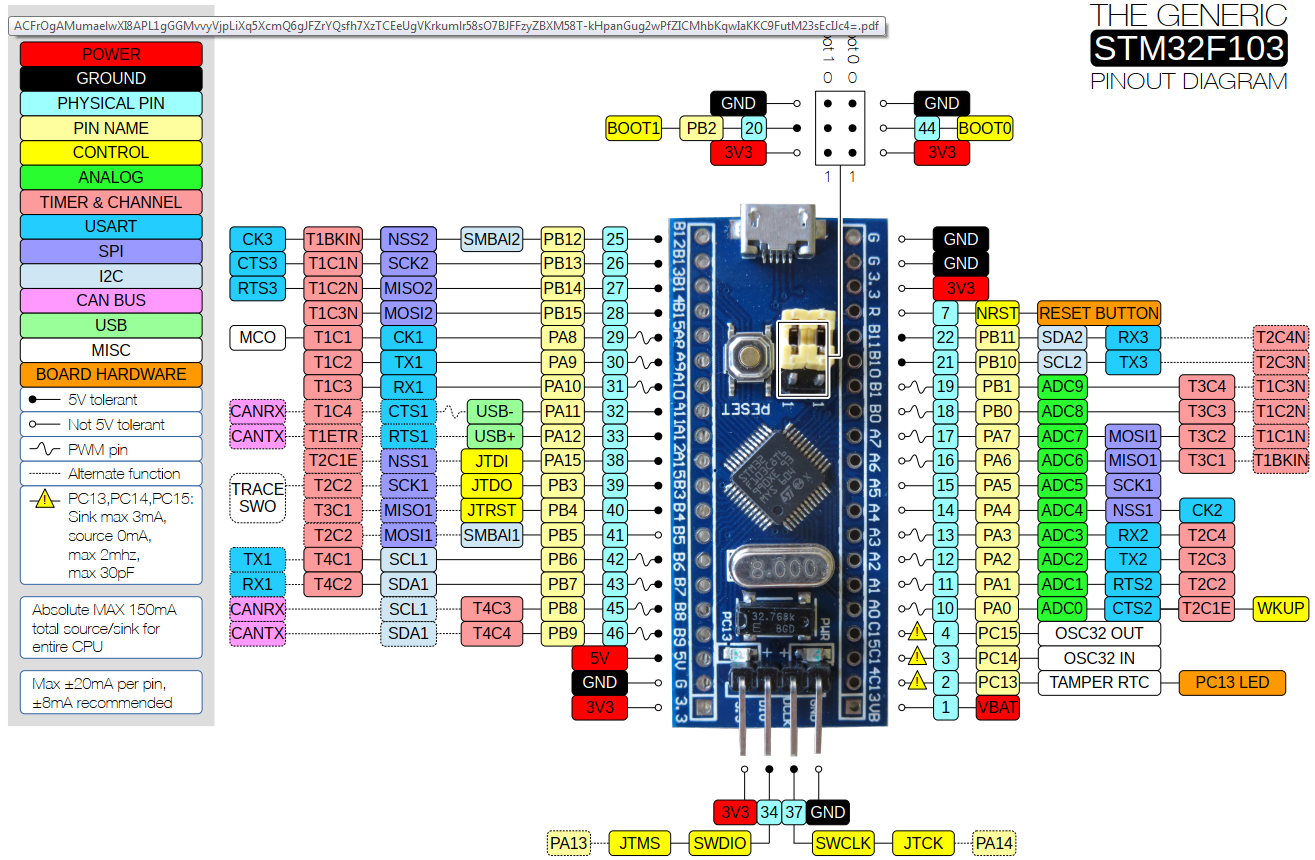 ACFrOgAMumaelwXI8APL1gGGMvvyVjpLiXq5XcmQ6gJFZrYQsfh7XzTCEeUgVKrkumIr58sO7BJFFzyZBXM58T-kHpanGug2wPfZICMhbKqwIaKKC9FutM23sEcIJc4=.pdf
THE GENERIC
STM32F103
PINOUT DIAGRAM
POWER
GROUND
PHYSICAL PIN
PIN NAME
CONTROL
ANALOG
TIMER & CHANNEL
USART
SPI
I2C
CAN BUS
USB
MISC
BOARD HARDWARE
5V tolerant
Not 5V tolerant
PWM pin
Alternate function
PC13,PC14,PC15:
Sink max 3mA,
source 0mA,
max 2mhz,
max 30pF
Absolute MAX 150mA
total source/sink for
entire CPU
Max ±20mA per pin,
±8mA recommended
GND GND
BOOT1 PB2 20 44 BOOT0
3V3 3V3
1 1
CK3 T1BKIN NSS2 SMBAI2 PB12 25
CTS3 T1C1N SCK2 PB13 26
RTS3 T1C2N MISO2 PB14 27
T1C3N MOSI2 PB15 28
MCO T1C1 CK1 PA8 29
T1C2 TX1 PA9 30
T1C3 RX1 PA10 31
CANRX T1C4 CTS1 USB- PA11 32
CANTX T1ETR RTS1 USB+ PA12 33
T2C1E NSS1 JTDI PA15 38
TRACE
SWO
T2C2 SCK1 JTDO PB3 39
T3C1 MISO1 JTRST PB4 40
T2C2 MOSI1 SMBAI1 PB5 41
TX1 T4C1 SCL1 PB6 42
RX1 T4C2 SDA1 PB7 43
CANRX SCL1 T4C3 PB8 45
CANTX SDA1 T4C4 PB9 46
5V
GND
3V3
B12 B13 B14 B15 A8 A9 A10 A11 A12 A15 B3 B4 B5 B6 B7 B8 B9 5V G 3.3
RESET
8.000
32.768k
E BGD
PC13
PWR
G G 3.3 R B11 B10 B1 B0 A7 A6 A5 A4 A3 A2 A1 A0 C15 C14 C13 VB
GND
GND
3V3
7 NRST RESET BUTTON
22 PB11 SDA2 RX3 T2C4N
21 PB10 SCL2 TX3 T2C3N
19 PB1 ADC9 T3C4 T1C3N
18 PB0 ADC8 T3C3 T1C2N
17 PA7 ADC7 MOSI1 T3C2 T1C1N
16 PA6 ADC6 MISO1 T3C1 T1BKIN
15 PA5 ADC5 SCK1
14 PA4 ADC4 NSS1 CK2
13 PA3 ADC3 RX2 T2C4
12 PA2 ADC2 TX2 T2C3
11 PA1 ADC1 RTS2 T2C2
10 PA0 ADC0 CTS2 T2C1E WKUP
4 PC15 OSC32 OUT
3 PC14 OSC32 IN
2 PC13 TAMPER RTC PC13 LED
1 VBAT
3V3 34 37 GND
PA13 JTMS SWDIO SWCLK JTCK PA14